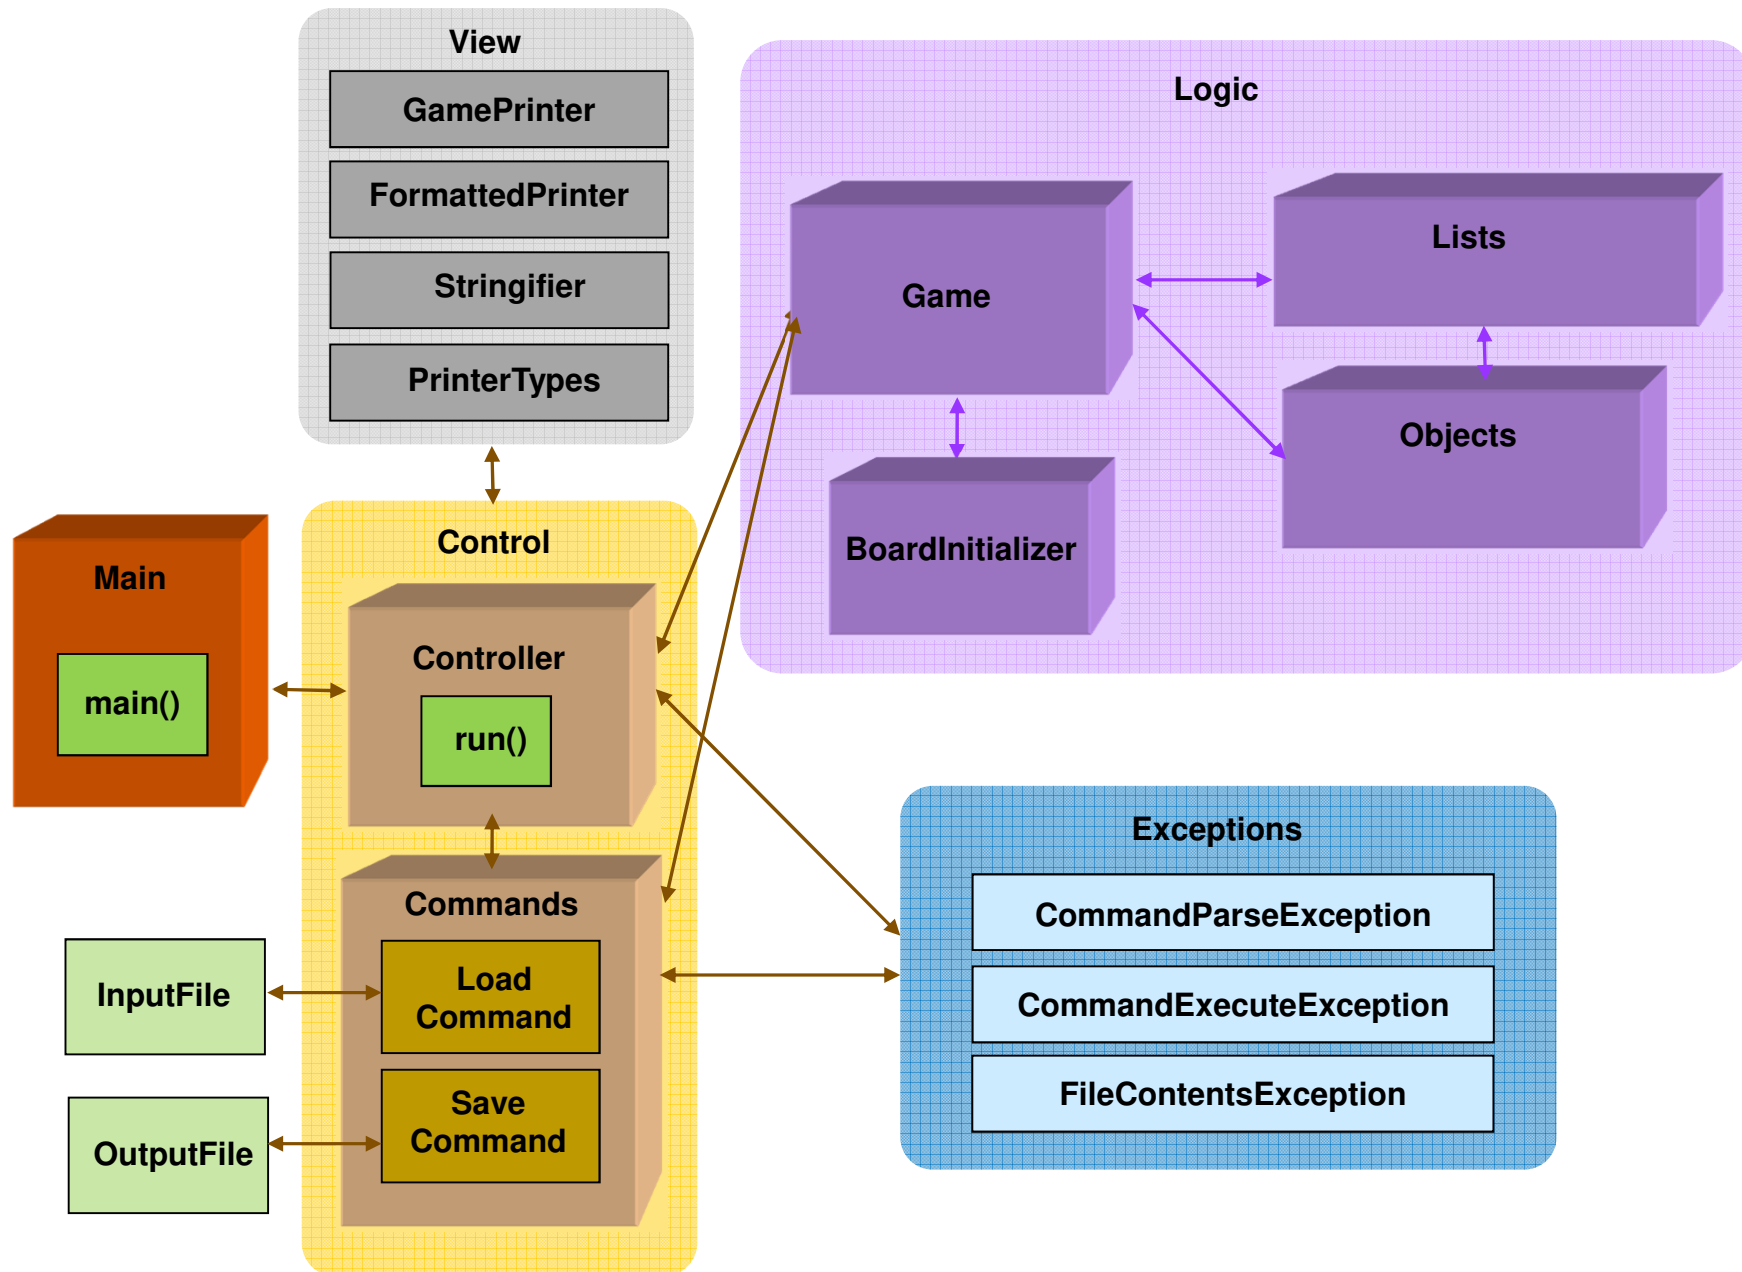 View
GamePrinter
FormattedPrinter
Stringifier
PrinterTypes
Logic
Game
Lists
Objects
BoardInitializer
Main
main()
Control
Controller
run()
Commands
Load
Command
Save
Command
InputFile
OutputFile
Exceptions
CommandParseException
CommandExecuteException
FileContentsException